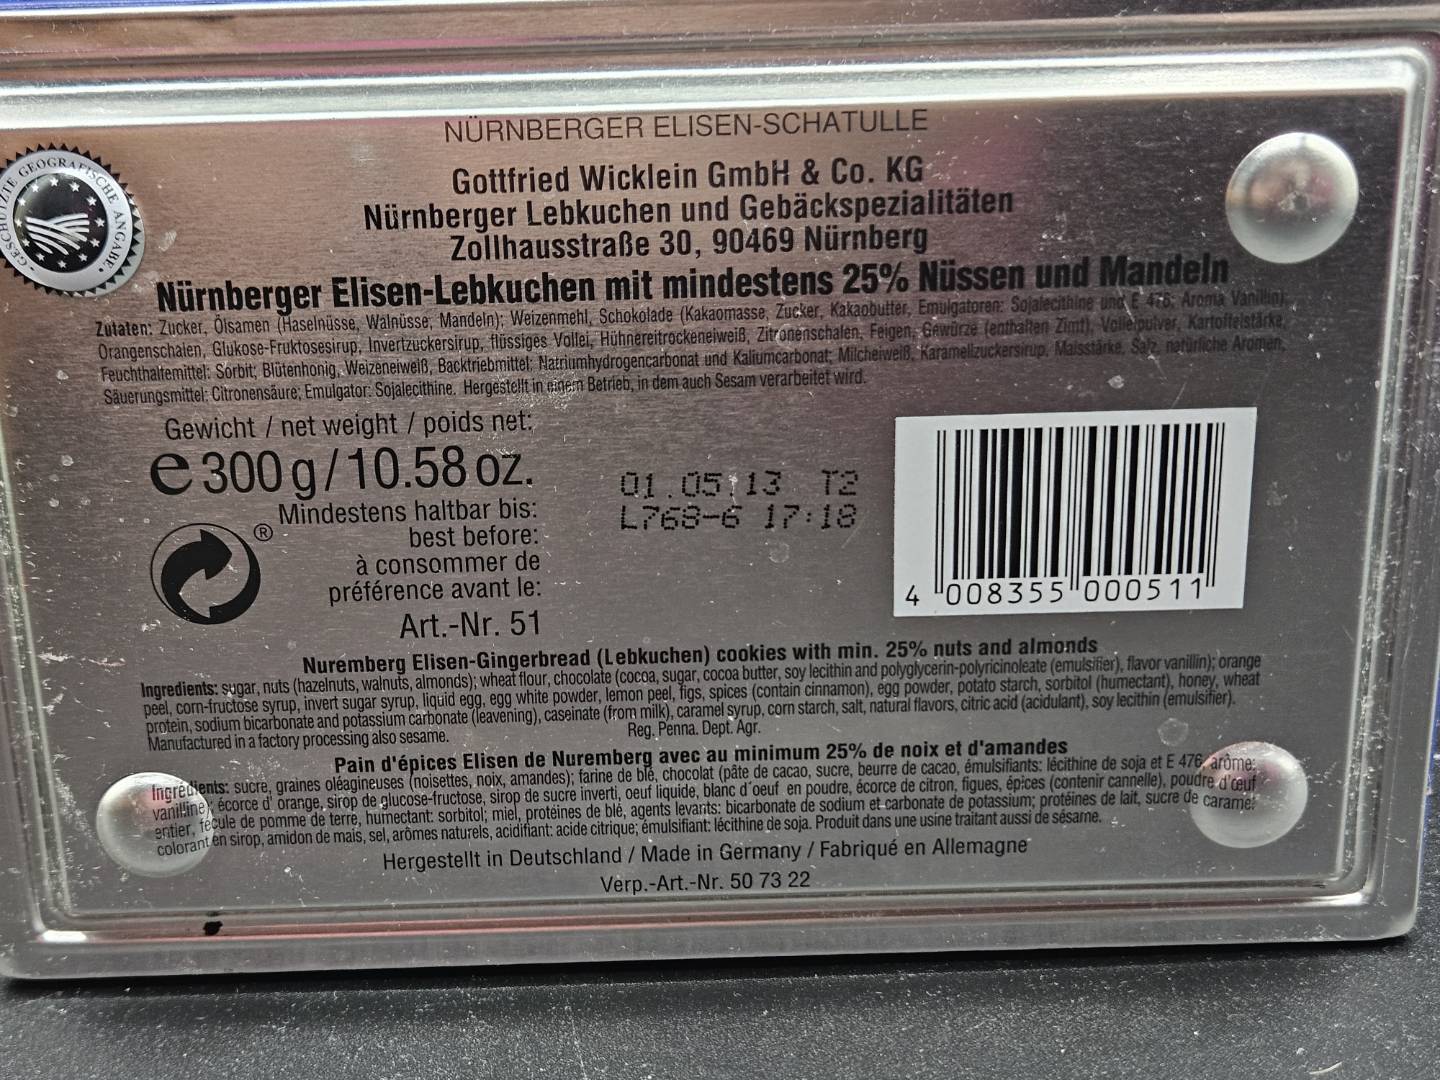 NÜRNBERGER ELISEN-SCHATULLE
Gottfried Wicklein GmbH & Co. KG
Nürnberger Lebkuchen und Gebäckspezialitäten
Zollhausstraße 30, 90469 Nürnberg
GESCHÜTZTE GEOGRAFISCHE ANGABE
Nürnberger Elisen-Lebkuchen mit mindestens 25% Nüssen und Mandeln
Zutaten: Zucker, Ölsamen (Haselnüsse, Walnüsse, Mandeln); Weizenmehl, Schokolade (Kakaomasse, Zucker, Kakaobutter, Emulgatoren: Sojalecithine und E 476; Aroma Vanillin);
Orangenschalen, Glukose-Fruktosesirup, Invertzuckersirup, flüssiges Vollei, Hühnereitrockeneiweiß, Zitronenschalen, Feigen, Gewürze (enthalten Zimt), Volleipulver, Kartoffelstärke,
Feuchthaltemittel: Sorbit; Blütenhonig, Weizeneiweiß, Backtriebmittel: Natriumhydrogencarbonat und Kaliumcarbonat; Milcheiweiß, Karamellzuckersirup, Maisstärke, Salz, natürliche Aromen,
Säuerungsmittel: Citronensäure; Emulgator: Sojalecithine. Hergestellt in einem Betrieb, in dem auch Sesam verarbeitet wird.
Gewicht / net weight / poids net:
e 300 g / 10.58 oz.
Mindestens haltbar bis:
best before:
à consommer de
préférence avant le:
Art.-Nr. 51
®
01.05.13 T2
L768-6 17:18
4 008355 000511
Nuremberg Elisen-Gingerbread (Lebkuchen) cookies with min. 25% nuts and almonds
Ingredients: sugar, nuts (hazelnuts, walnuts, almonds); wheat flour, chocolate (cocoa, sugar, cocoa butter, soy lecithin and polyglycerin-polyricinoleate (emulsifier), flavor vanillin); orange
peel, corn-fructose syrup, invert sugar syrup, liquid egg, egg white powder, lemon peel, figs, spices (contain cinnamon), egg powder, potato starch, sorbitol (humectant), honey, wheat
protein, sodium bicarbonate and potassium carbonate (leavening), caseinate (from milk), caramel syrup, corn starch, salt, natural flavors, citric acid (acidulant), soy lecithin (emulsifier).
Manufactured in a factory processing also sesame. Reg. Penna. Dept. Agr.
Pain d'épices Elisen de Nuremberg avec au minimum 25% de noix et d'amandes
Ingrédients: sucre, graines oléagineuses (noisettes, noix, amandes); farine de blé, chocolat (pâte de cacao, sucre, beurre de cacao, émulsifiants: lécithine de soja et E 476, arôme:
vanilline); écorce d' orange, sirop de glucose-fructose, sirop de sucre inverti, oeuf liquide, blanc d´oeuf en poudre, écorce de citron, figues, épices (contenir cannelle), poudre d'œuf
entier, fécule de pomme de terre, humectant: sorbitol; miel, protéines de blé, agents levants: bicarbonate de sodium et carbonate de potassium; protéines de lait, sucre de caramel
colorant en sirop, amidon de mais, sel, arômes naturels, acidifiant: acide citrique; émulsifiant: lécithine de soja. Produit dans une usine traitant aussi de sésame.
Hergestellt in Deutschland / Made in Germany / Fabriqué en Allemagne
Verp.-Art.-Nr. 50 73 22